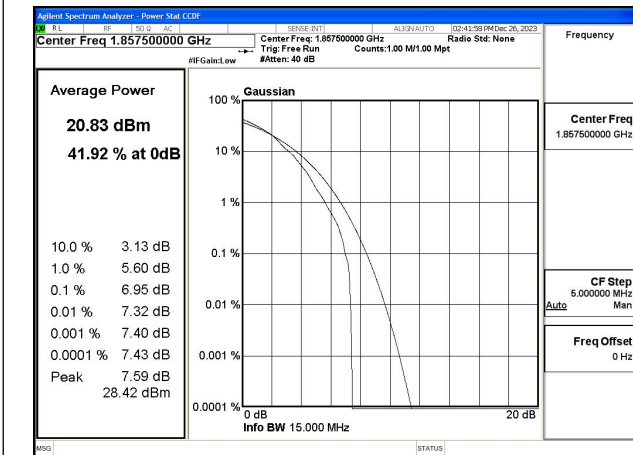 Agilent Spectrum Analyzer - Power Stat CCDF
RL RF 50 Ω AC SENSE:INT ALIGN AUTO 02:41:58 PM Dec 26, 2023
Center Freq 1.857500000 GHz
Center Freq: 1.857500000 GHz Radio Std: None
Trig: Free Run Counts:1.00 M/1.00 Mpt
#IFGain:Low #Atten: 40 dB
Frequency
Average Power
20.83 dBm
41.92 % at 0dB
10.0 % 3.13 dB
1.0 % 5.60 dB
0.1 % 6.95 dB
0.01 % 7.32 dB
0.001 % 7.40 dB
0.0001 % 7.43 dB
Peak 7.59 dB
28.42 dBm
Gaussian
100 %
10 %
1 %
0.1 %
0.01 %
0.001 %
0.0001 %
0 dB 20 dB
Info BW 15.000 MHz
Center Freq
1.857500000 GHz
CF Step
5.000000 MHz
Auto Man
Freq Offset
0 Hz
MSG STATUS